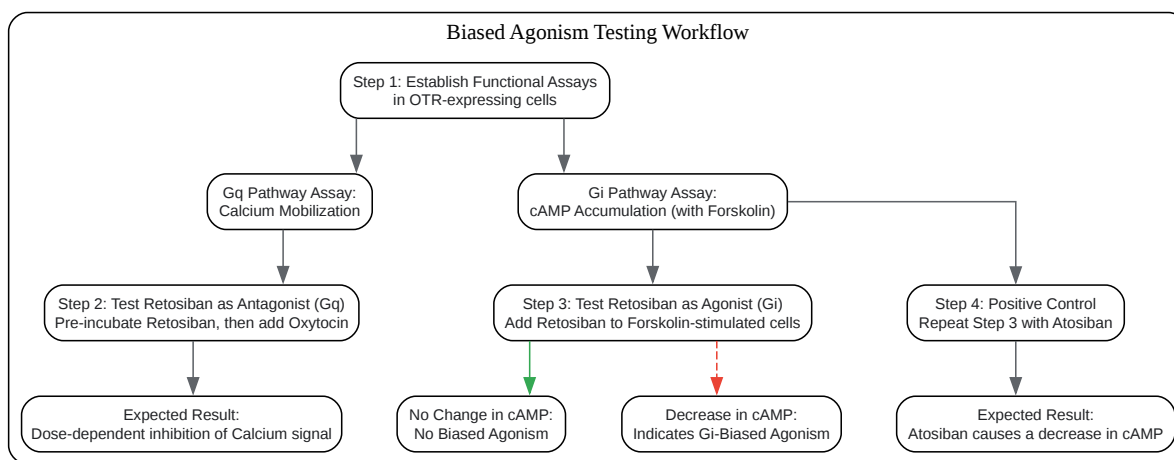 Biased Agonism Testing Workflow
Step 1: Establish Functional Assays
in OTR-expressing cells
Gq Pathway Assay:
Calcium Mobilization
Gi Pathway Assay:
cAMP Accumulation (with Forskolin)
Step 2: Test Retosiban as Antagonist (Gq)
Pre-incubate Retosiban, then add Oxytocin
Step 3: Test Retosiban as Agonist (Gi)
Add Retosiban to Forskolin-stimulated cells
Step 4: Positive Control
Repeat Step 3 with Atosiban
Expected Result:
Dose-dependent inhibition of Calcium signal
No Change in cAMP:
No Biased Agonism
Decrease in cAMP:
Indicates Gi-Biased Agonism
Expected Result:
Atosiban causes a decrease in cAMP